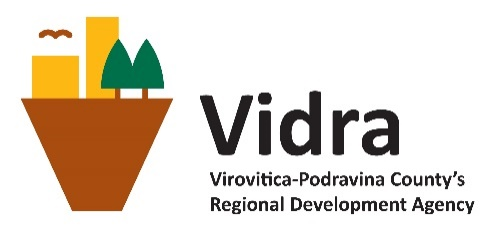 Vidra
Virovitica-Podravina County's
Regional Development Agency